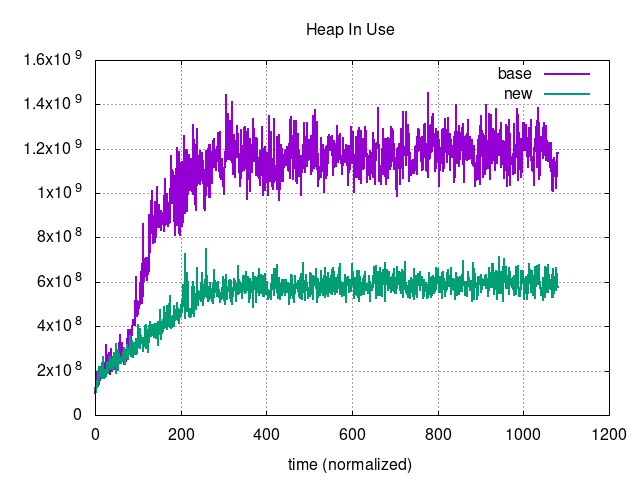 Heap In Use
1.6x10^9
1.4x10^9
1.2x10^9
1x10^9
8x10^8
6x10^8
4x10^8
2x10^8
0
base
new
0 200 400 600 800 1000 1200
time (normalized)